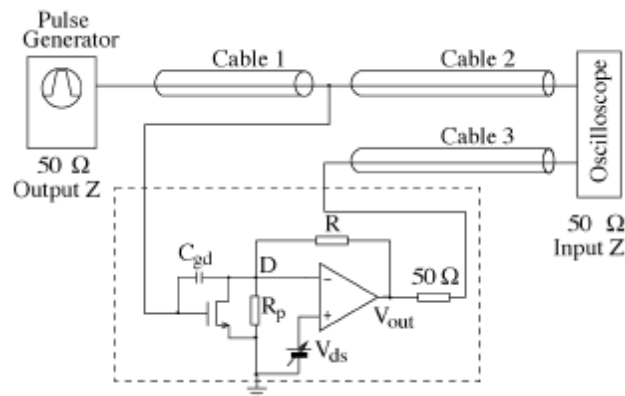 Pulse
Generator
Cable 1
Cable 2
Cable 3
Oscilloscope
50 Ω
Output Z
50 Ω
Input Z
R
C_gd
D
50 Ω
R_p
−
+
V_out
V_ds